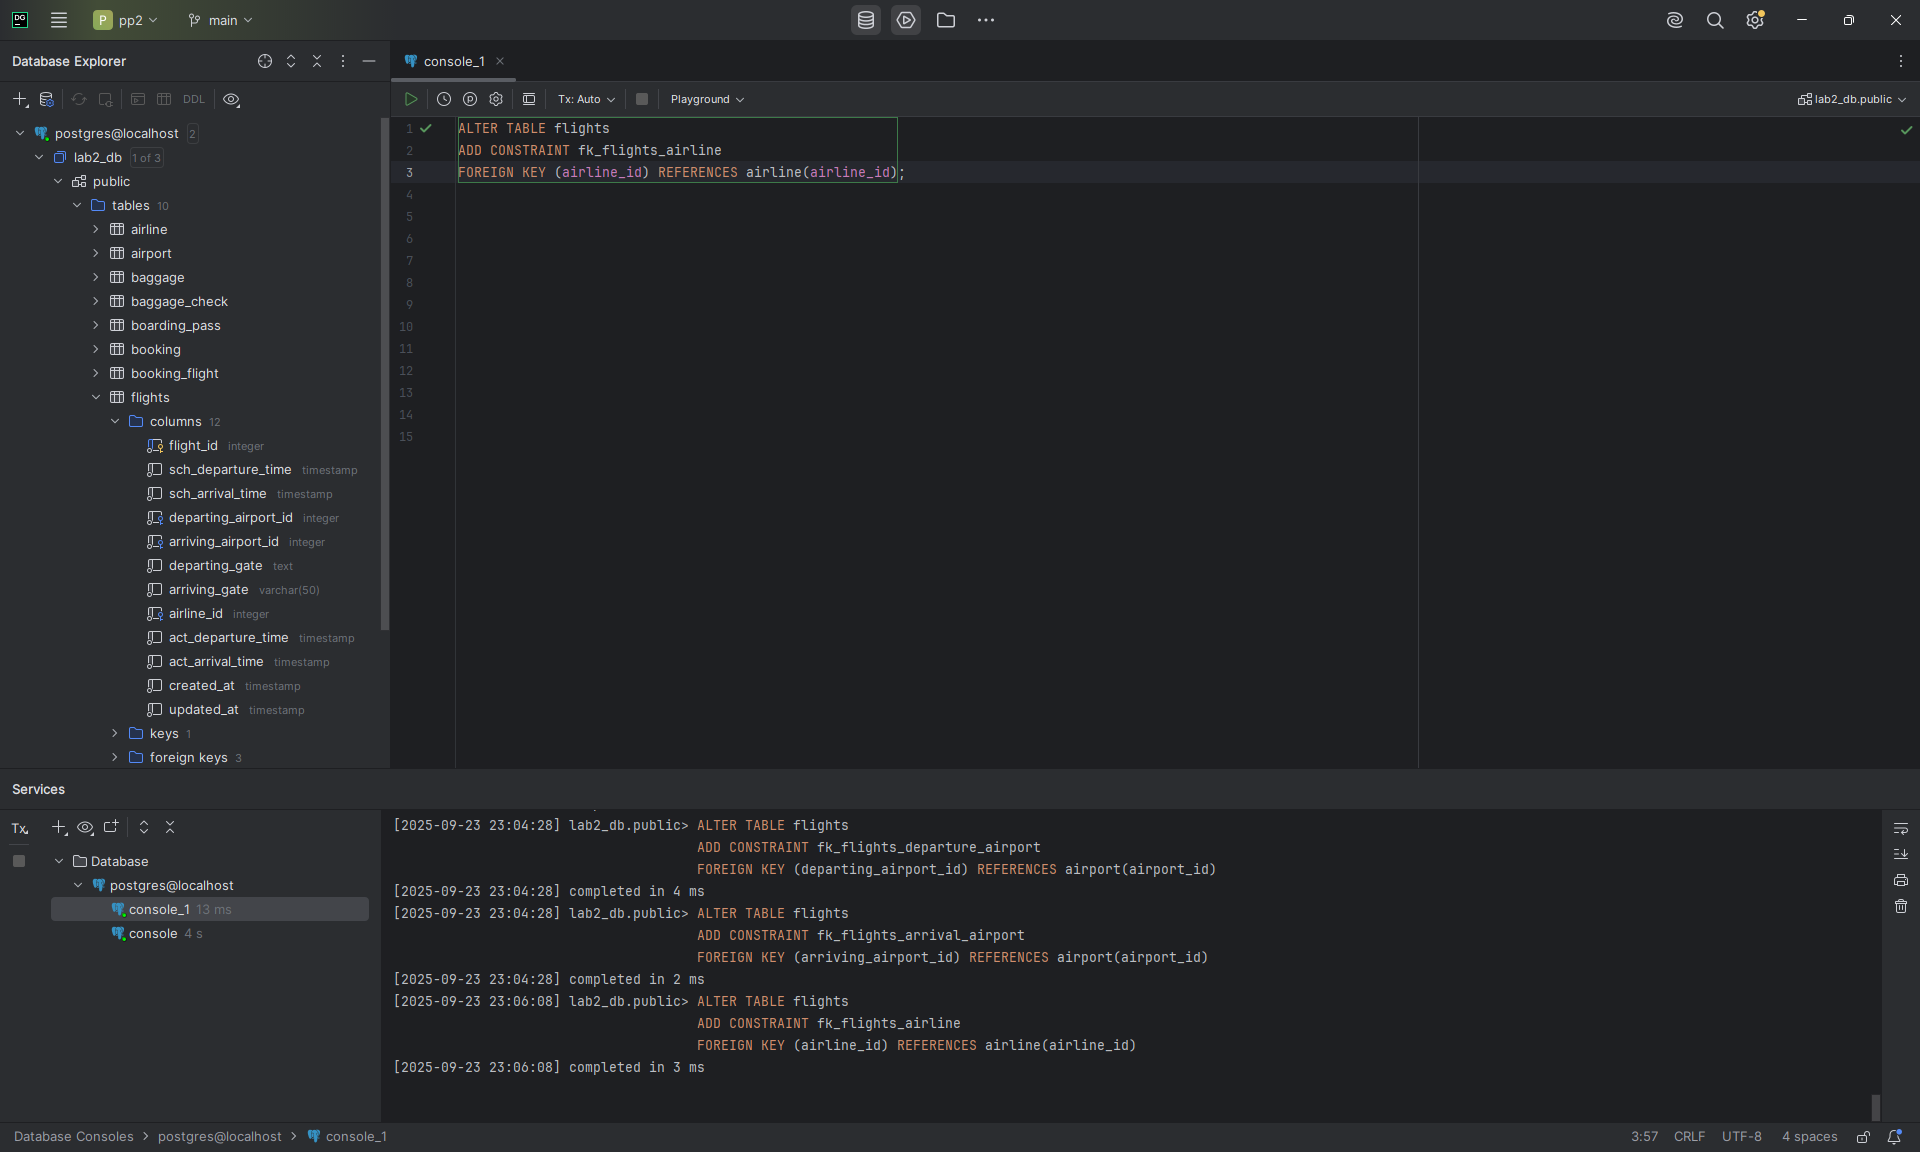 DG
P pp2
main
Database Explorer
console_1
DDL
Tx: Auto
Playground
lab2_db.public
postgres@localhost 2
lab2_db 1 of 3
public
tables 10
airline
airport
baggage
baggage_check
boarding_pass
booking
booking_flight
flights
columns 12
flight_id integer
sch_departure_time timestamp
sch_arrival_time timestamp
departing_airport_id integer
arriving_airport_id integer
departing_gate text
arriving_gate varchar(50)
airline_id integer
act_departure_time timestamp
act_arrival_time timestamp
created_at timestamp
updated_at timestamp
keys 1
foreign keys 3
1 ALTER TABLE flights
2 ADD CONSTRAINT fk_flights_airline
3 FOREIGN KEY (airline_id) REFERENCES airline(airline_id);
4
5
6
7
8
9
10
11
12
13
14
15
Services
Tx
Database
postgres@localhost
console_1 13 ms
console 4 s
[2025-09-23 23:04:28] lab2_db.public> ALTER TABLE flights
ADD CONSTRAINT fk_flights_departure_airport
FOREIGN KEY (departing_airport_id) REFERENCES airport(airport_id)
[2025-09-23 23:04:28] completed in 4 ms
[2025-09-23 23:04:28] lab2_db.public> ALTER TABLE flights
ADD CONSTRAINT fk_flights_arrival_airport
FOREIGN KEY (arriving_airport_id) REFERENCES airport(airport_id)
[2025-09-23 23:04:28] completed in 2 ms
[2025-09-23 23:06:08] lab2_db.public> ALTER TABLE flights
ADD CONSTRAINT fk_flights_airline
FOREIGN KEY (airline_id) REFERENCES airline(airline_id)
[2025-09-23 23:06:08] completed in 3 ms
Database Consoles > postgres@localhost > console_1
3:57 CRLF UTF-8 4 spaces